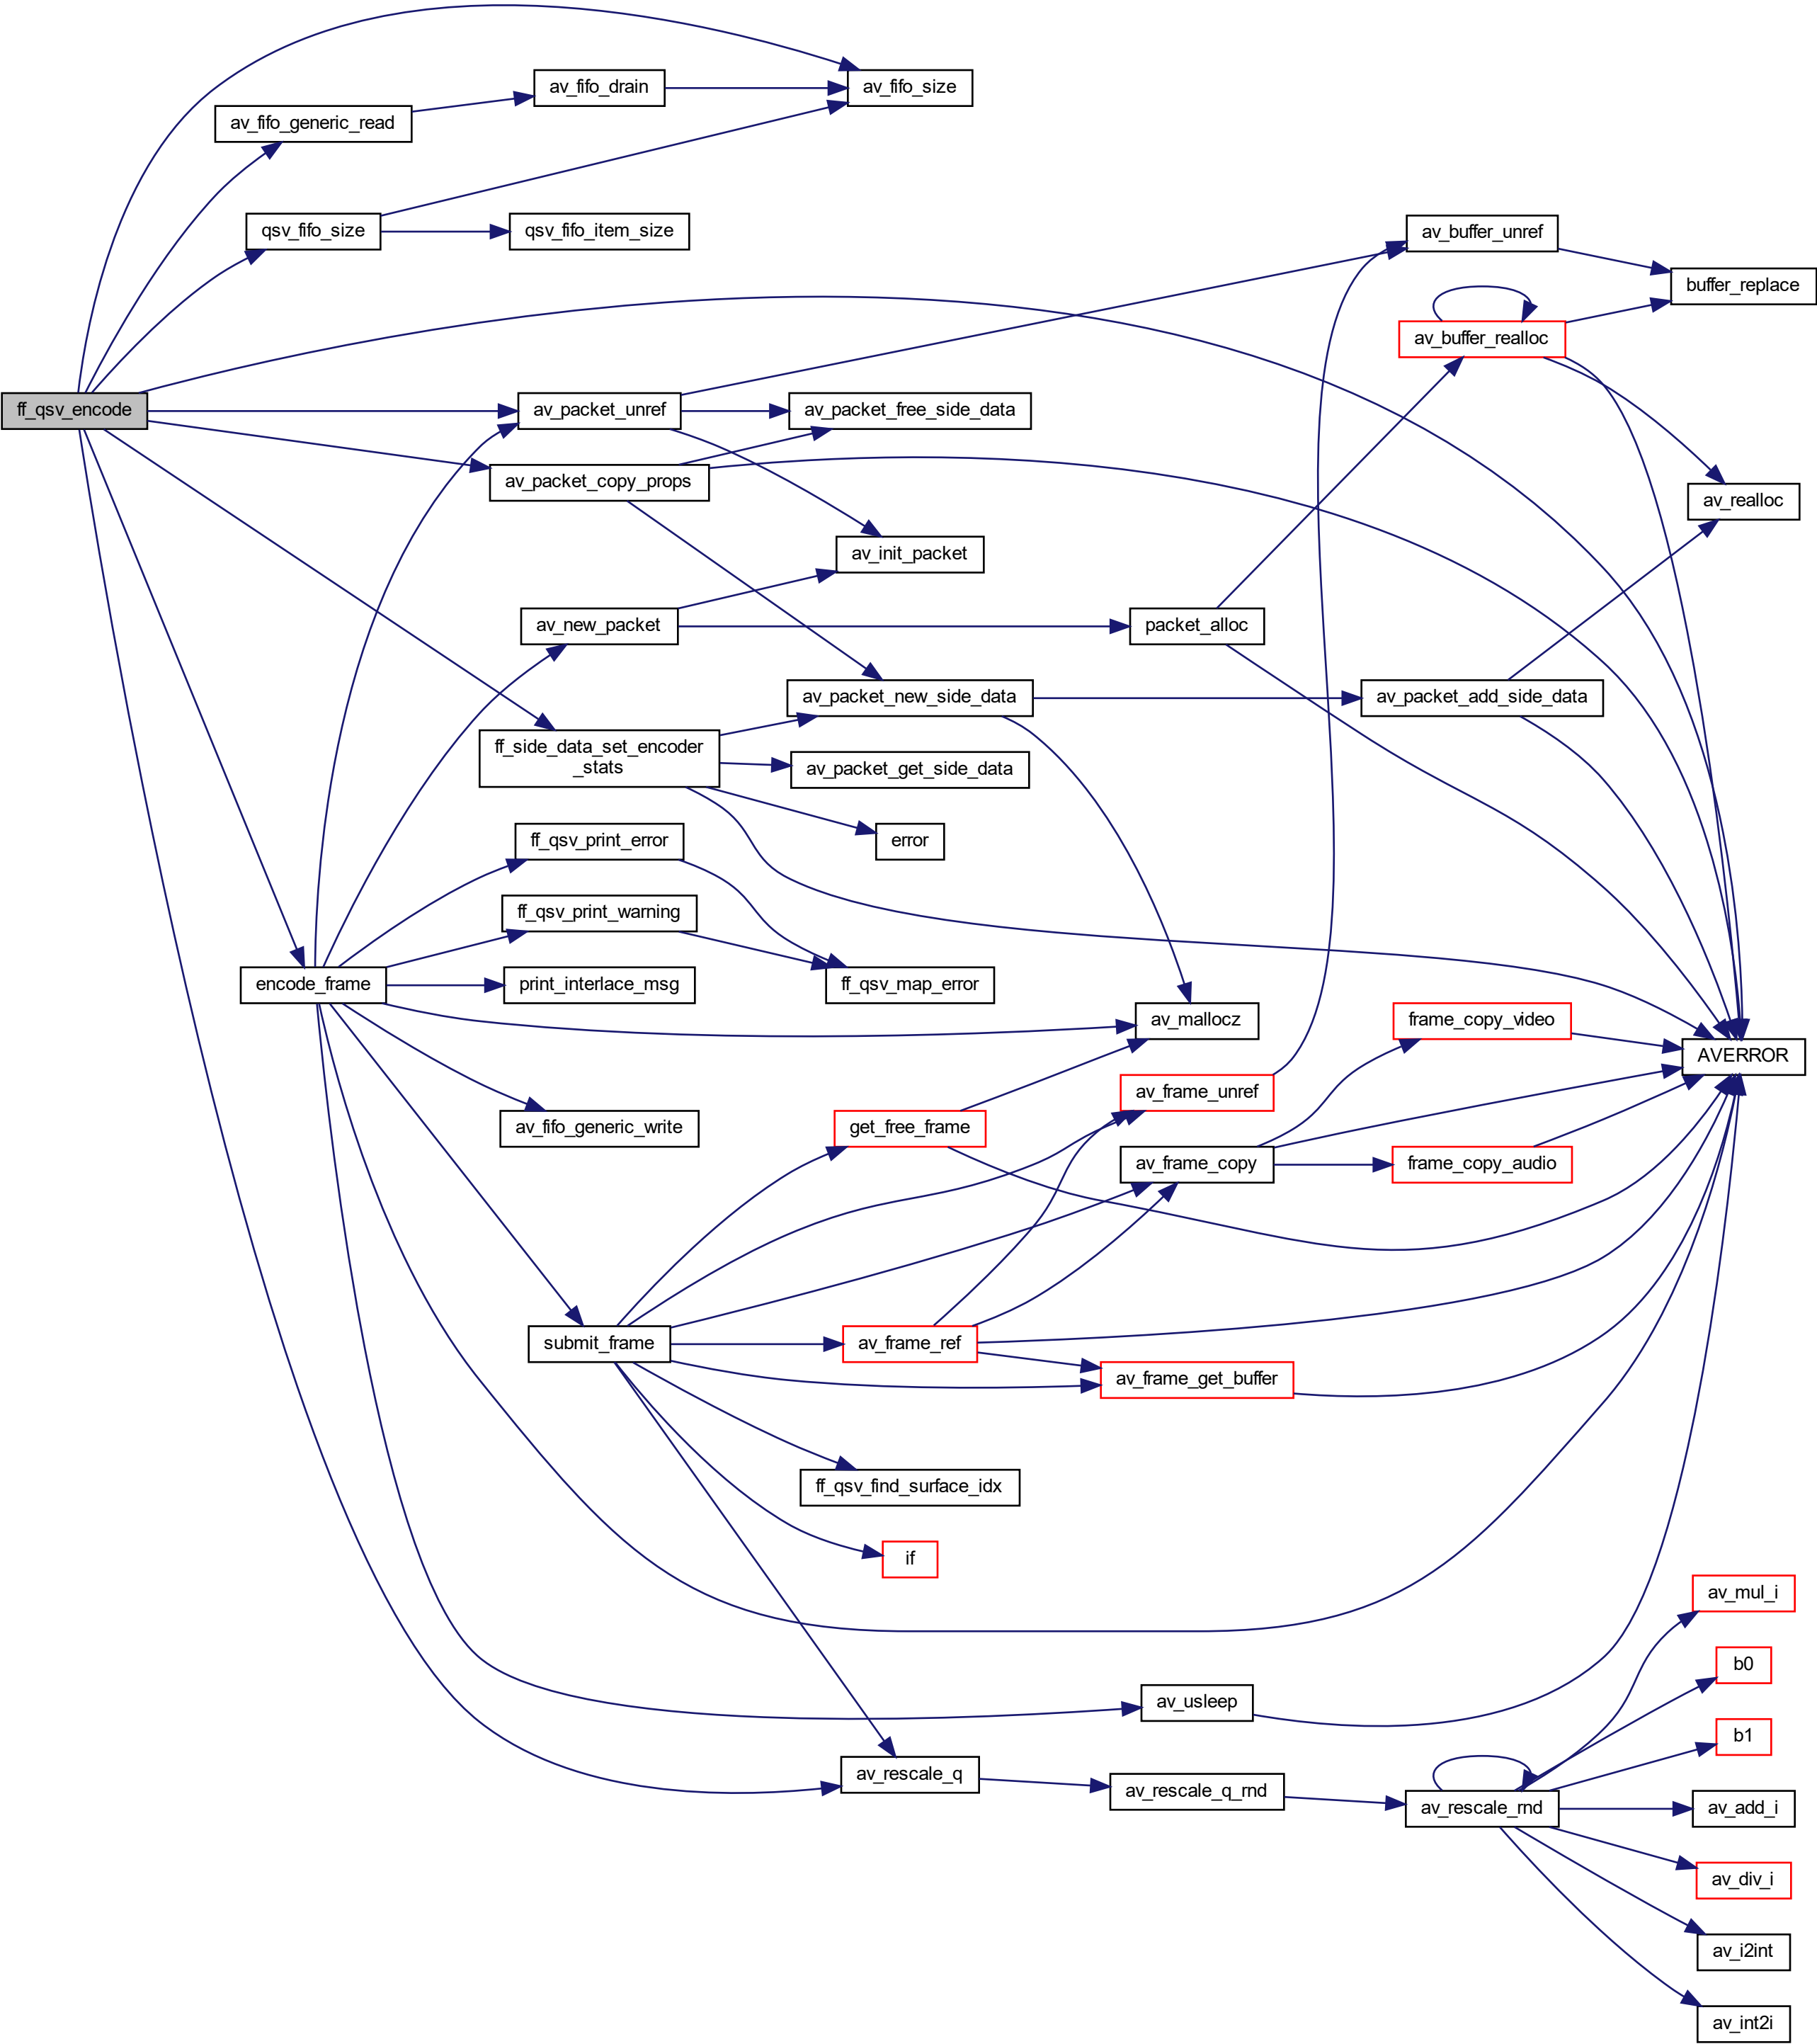 av_fifo_drain
av_fifo_size
av_fifo_generic_read
qsv_fifo_size
qsv_fifo_item_size
av_buffer_unref
buffer_replace
av_buffer_realloc
ff_qsv_encode
av_packet_unref
av_packet_free_side_data
av_packet_copy_props
av_realloc
av_init_packet
av_new_packet
packet_alloc
av_packet_new_side_data
av_packet_add_side_data
ff_side_data_set_encoder
_stats
av_packet_get_side_data
ff_qsv_print_error
error
ff_qsv_print_warning
encode_frame
print_interlace_msg
ff_qsv_map_error
av_mallocz
frame_copy_video
AVERROR
av_frame_unref
av_fifo_generic_write
get_free_frame
av_frame_copy
frame_copy_audio
submit_frame
av_frame_ref
av_frame_get_buffer
ff_qsv_find_surface_idx
if
av_mul_i
b0
av_usleep
b1
av_rescale_q
av_rescale_q_rnd
av_rescale_rnd
av_add_i
av_div_i
av_i2int
av_int2i